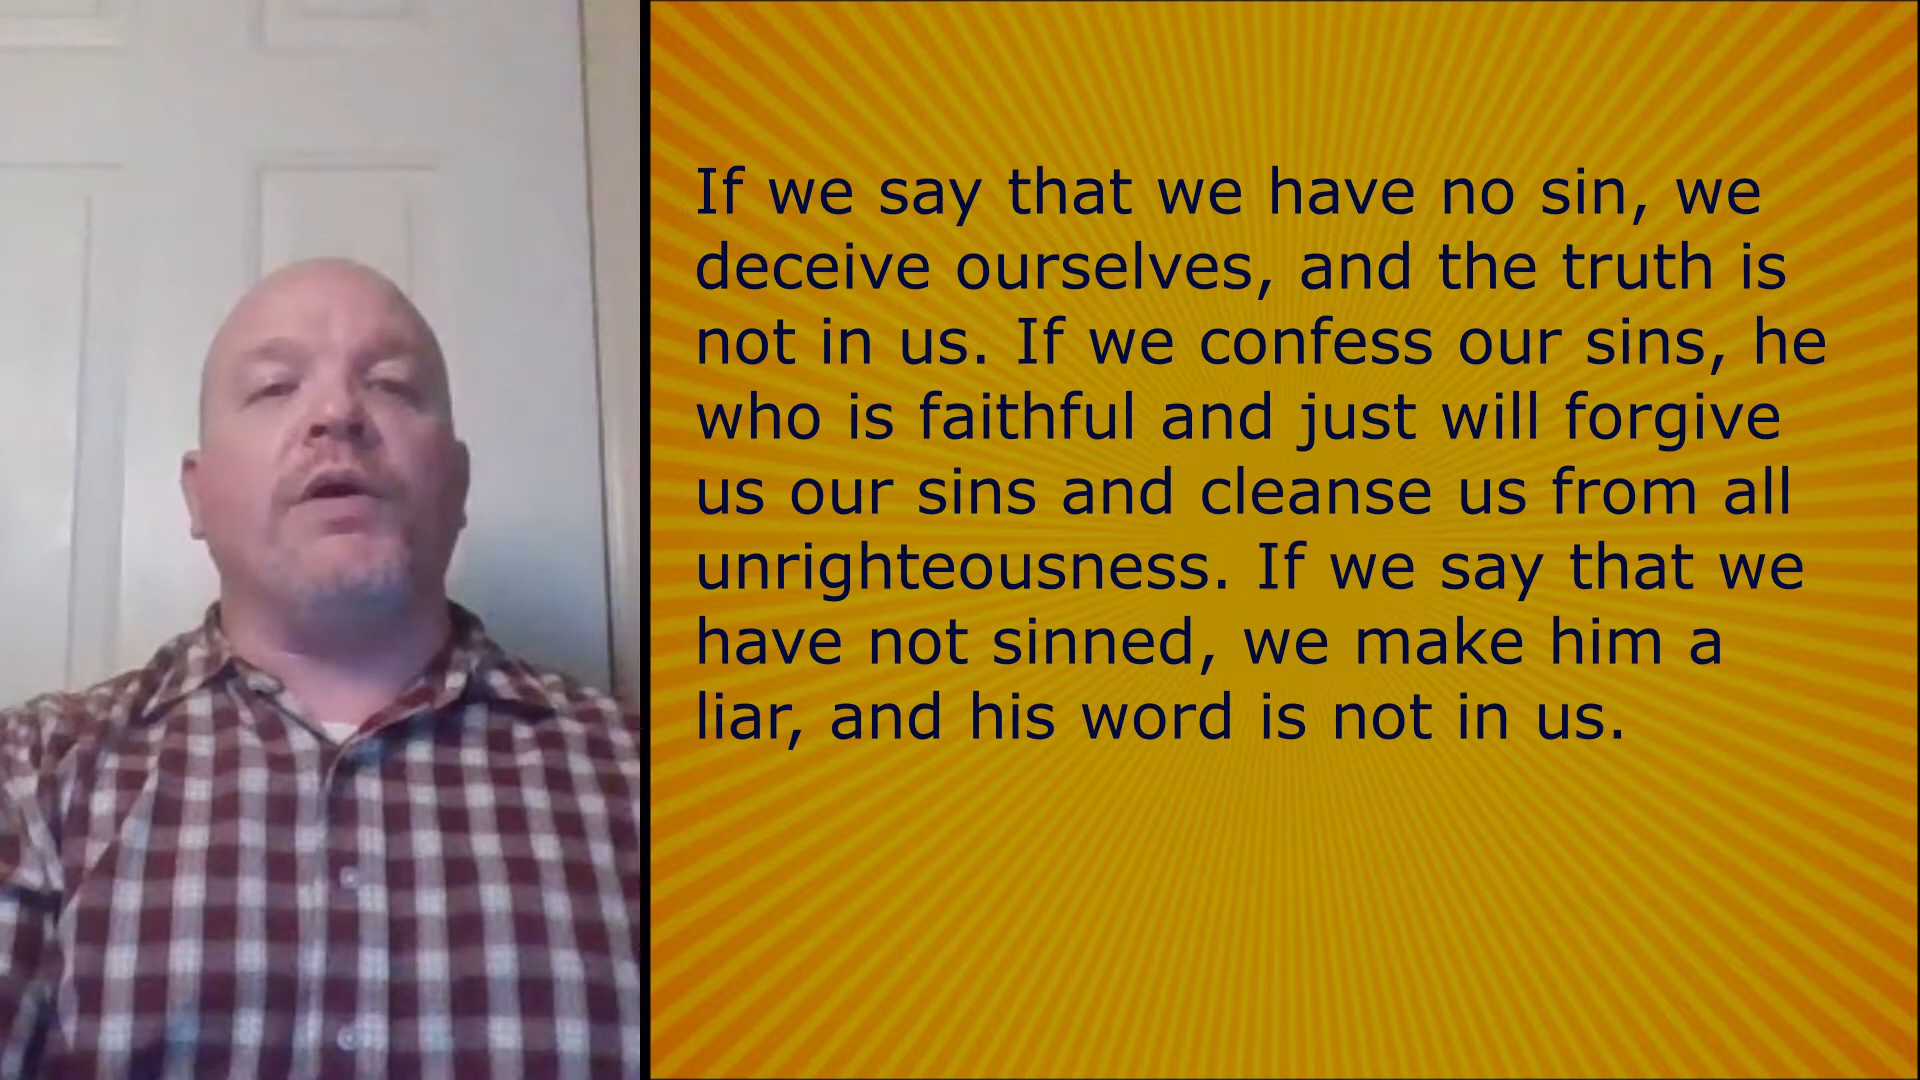 If we say that we have no sin, we
deceive ourselves, and the truth is
not in us. If we confess our sins, he
who is faithful and just will forgive
us our sins and cleanse us from all
unrighteousness. If we say that we
have not sinned, we make him a
liar, and his word is not in us.